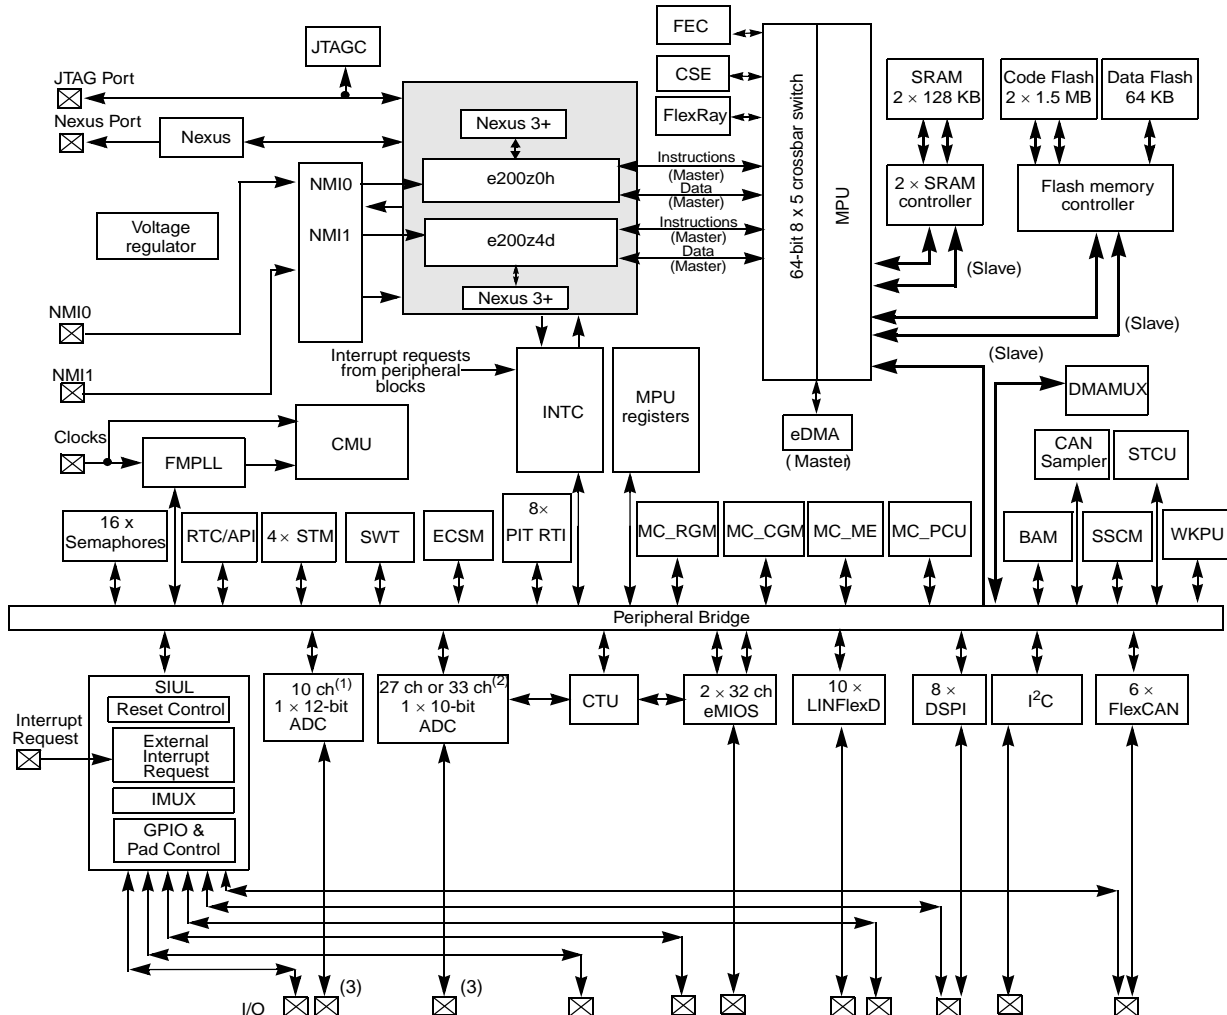 JTAGC
JTAG Port
Nexus Port
Nexus
Nexus 3+
e200z0h
e200z4d
Nexus 3+
NMI0
NMI1
Voltage
regulator
NMI0
NMI1
FEC
CSE
FlexRay
Instructions
(Master)
Data
(Master)
Instructions
(Master)
Data
(Master)
64-bit 8 x 5 crossbar switch
MPU
SRAM
2 × 128 KB
Code Flash
2 × 1.5 MB
Data Flash
64 KB
2 × SRAM
controller
Flash memory
controller
(Slave)
(Slave)
(Slave)
Interrupt requests
from peripheral
blocks
INTC
MPU
registers
eDMA
(Master)
DMAMUX
Clocks
FMPLL
CMU
CAN
Sampler
STCU
16 x
Semaphores
RTC/API
4 × STM
SWT
ECSM
8×
PIT RTI
MC_RGM
MC_CGM
MC_ME
MC_PCU
BAM
SSCM
WKPU
Peripheral Bridge
SIUL
Reset Control
External
Interrupt
Request
IMUX
GPIO &
Pad Control
Interrupt
Request
10 ch(1)
1 × 12-bit
ADC
27 ch or 33 ch(2)
1 × 10-bit
ADC
CTU
2 × 32 ch
eMIOS
10 ×
LINFlexD
8 ×
DSPI
I²C
6 ×
FlexCAN
I/O
(3)
(3)